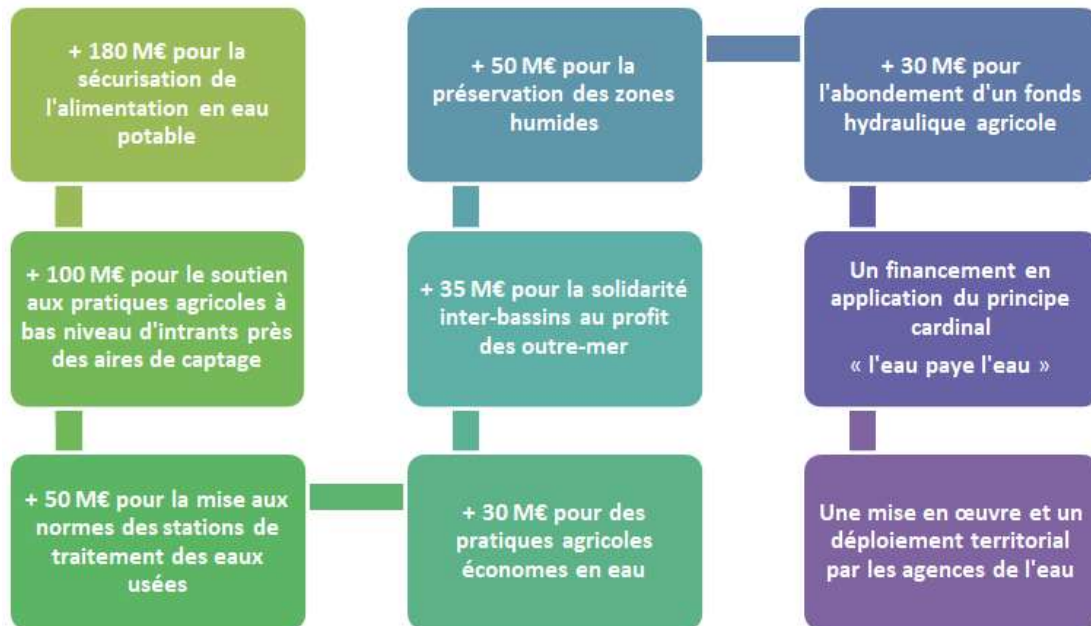 + 180 M€ pour la
sécurisation de
l'alimentation en eau
potable
+ 100 M€ pour le soutien
aux pratiques agricoles à
bas niveau d'intrants près
des aires de captage
+ 50 M€ pour la mise aux
normes des stations de
traitement des eaux
usées
+ 30 M€ pour des
pratiques agricoles
économes en eau
+ 35 M€ pour la solidarité
inter-bassins au profit
des outre-mer
+ 50 M€ pour la
préservation des zones
humides
+ 30 M€ pour
l'abondement d'un fonds
hydraulique agricole
Un financement en
application du principe
cardinal
« l'eau paye l'eau »
Une mise en œuvre et un
déploiement territorial
par les agences de l'eau